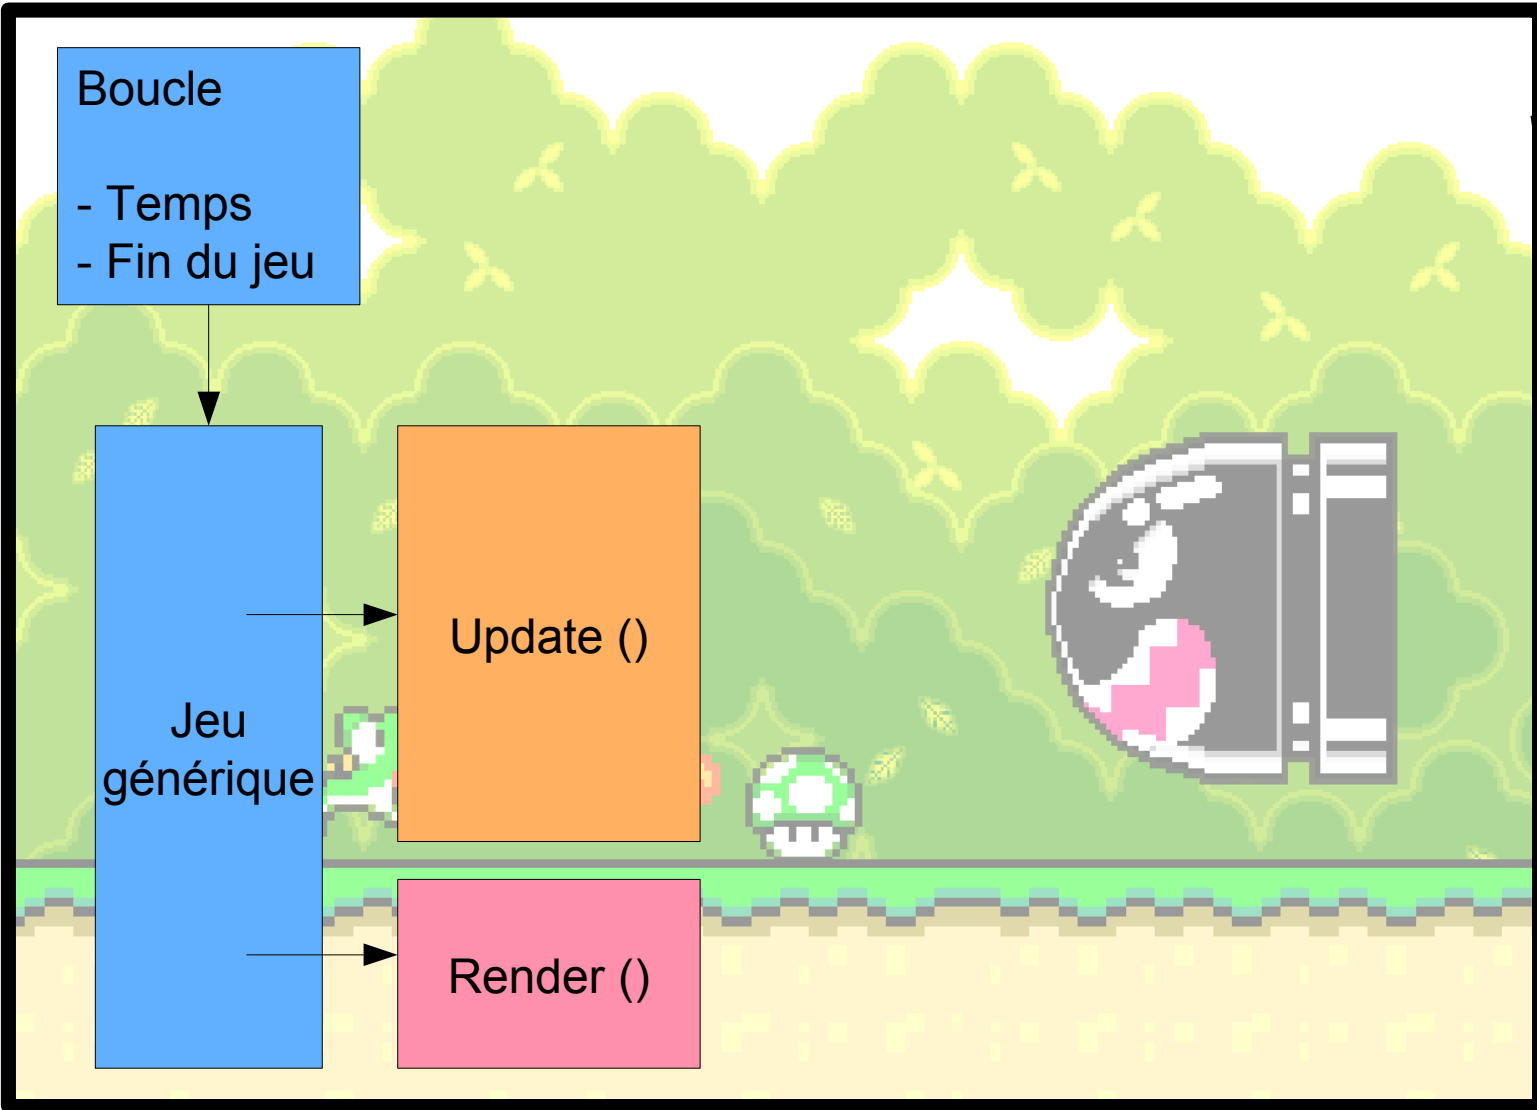 Boucle
- Temps
- Fin du jeu
Jeu
générique
Update ()
Render ()